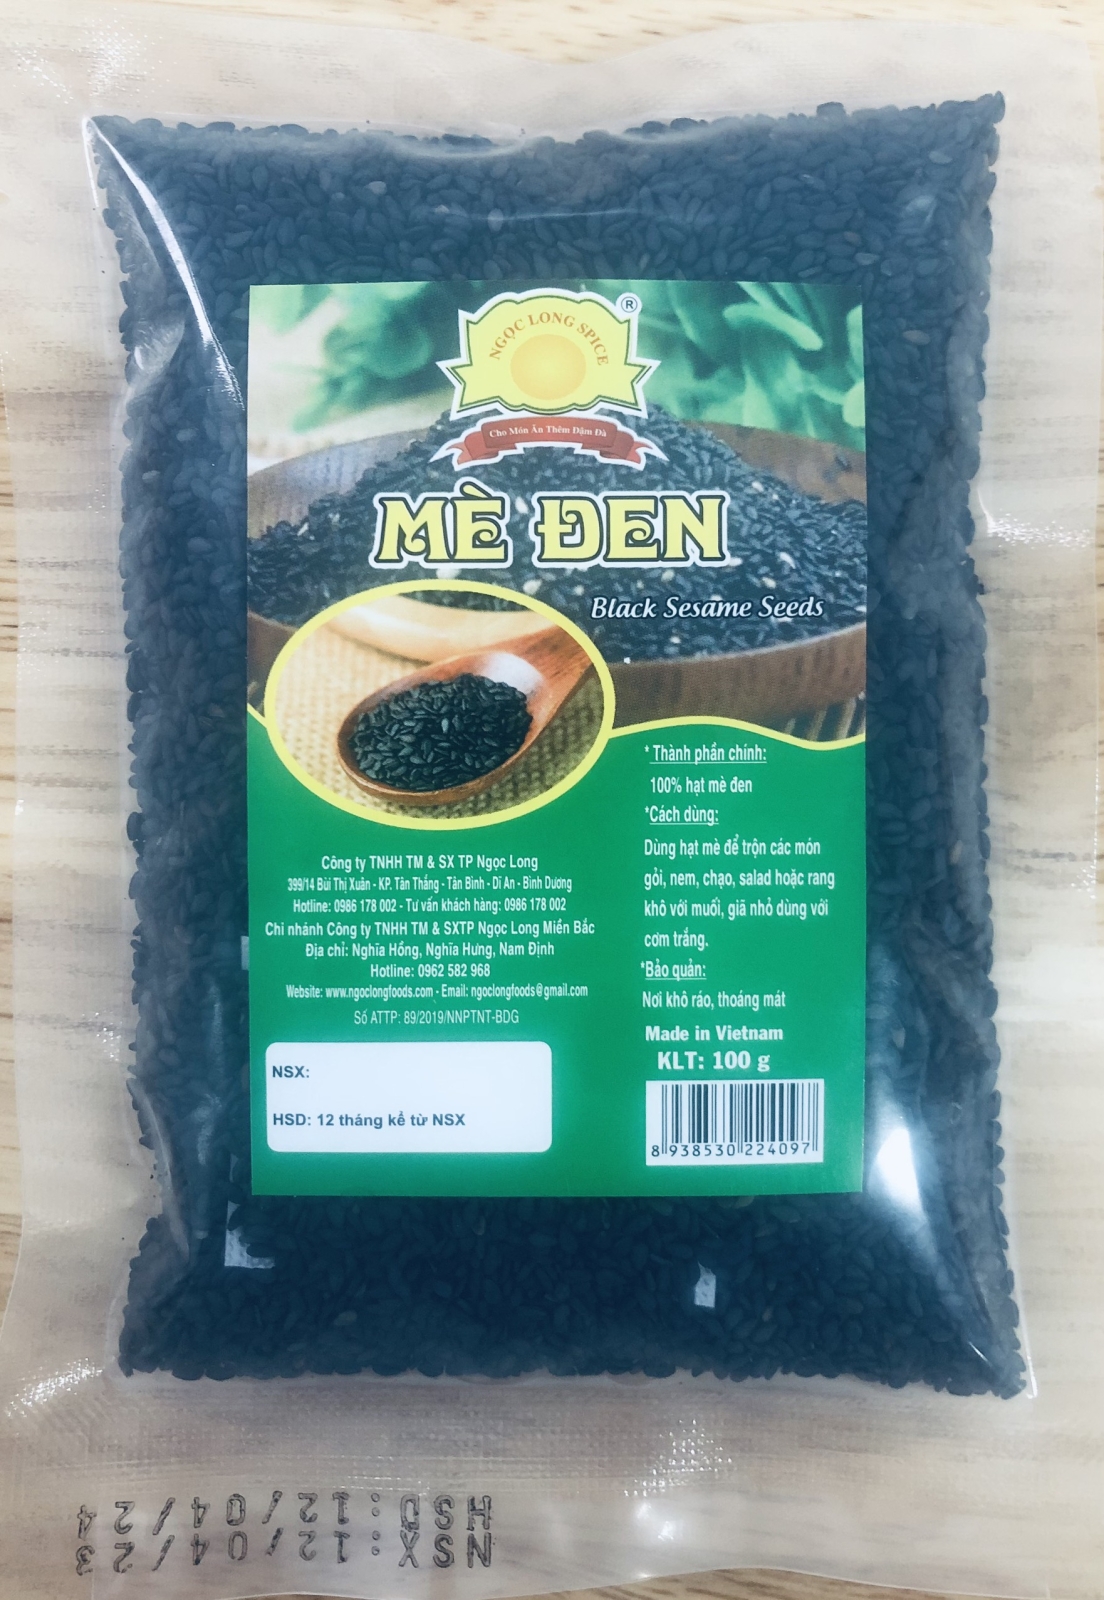 NGỌC LONG SPICE
®
Cho Món Ăn Thêm Đậm Đà
MÈ ĐEN
Black Sesame Seeds
* Thành phần chính:
100% hạt mè đen
*Cách dùng:
Dùng hạt mè để trộn các món
gỏi, nem, chạo, salad hoặc rang
khô với muối, giã nhỏ dùng với
cơm trắng.
*Bảo quản:
Nơi khô ráo, thoáng mát
Made in Vietnam
KLT: 100 g
8 938530 224097
Công ty TNHH TM & SX TP Ngọc Long
399/14 Bùi Thị Xuân - KP. Tân Thắng - Tân Bình - Dĩ An - Bình Dương
Hotline: 0986 178 002 - Tư vấn khách hàng: 0986 178 002
Chi nhánh Công ty TNHH TM & SXTP Ngọc Long Miền Bắc
Địa chỉ: Nghĩa Hồng, Nghĩa Hưng, Nam Định
Hotline: 0962 582 968
Website: www.ngoclongfoods.com - Email: ngoclongfoods@gmail.com
Số ATTP: 89/2019/NNPTNT-BDG
NSX:
HSD: 12 tháng kể từ NSX
NSX:12/04/23
HSD:12/04/24